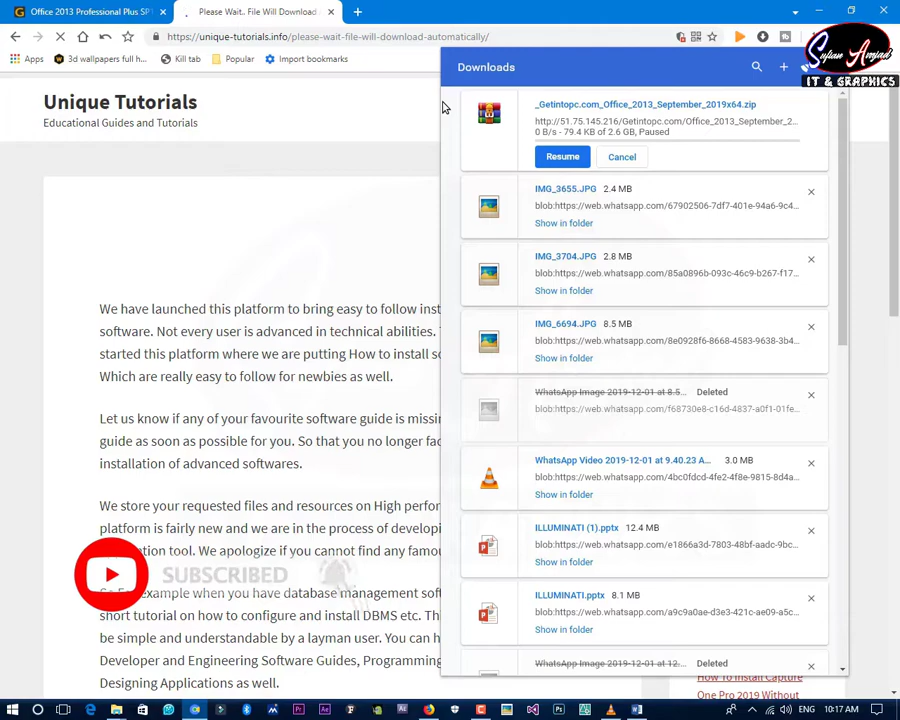 Office 2013 Professional Plus SP1
Please Wait.. File Will Download
https://unique-tutorials.info/please-wait-file-will-download-automatically/
Apps
3d wallpapers full h...
Kill tab
Popular
Import bookmarks
Sufian Amjad
IT & GRAPHICS
Unique Tutorials
Educational Guides and Tutorials
Downloads
_Getintopc.com_Office_2013_September_2019x64.zip
http://51.75.145.216/Getintopc.com/Office_2013_September_2...
0 B/s - 79.4 KB of 2.6 GB, Paused
Resume
Cancel
IMG_3655.JPG 2.4 MB
blob:https://web.whatsapp.com/67902506-7df7-401e-94a6-9c4...
Show in folder
IMG_3704.JPG 2.8 MB
blob:https://web.whatsapp.com/85a0896b-093c-46c9-b267-f17...
Show in folder
IMG_6694.JPG 8.5 MB
blob:https://web.whatsapp.com/8e0928f6-8668-4583-9638-3b4...
Show in folder
WhatsApp Image 2019-12-01 at 8.5... Deleted
blob:https://web.whatsapp.com/f68730e8-c16d-4837-a0f1-01fe...
WhatsApp Video 2019-12-01 at 9.40.23 A... 3.0 MB
blob:https://web.whatsapp.com/4bc0fdcd-4fe2-4f8e-9815-8d4a...
Show in folder
ILLUMINATI (1).pptx 12.4 MB
blob:https://web.whatsapp.com/e1866a3d-7803-48bf-aadc-9bc...
Show in folder
ILLUMINATI.pptx 8.1 MB
blob:https://web.whatsapp.com/a9c9a0ae-d3e3-421c-ae09-a5c...
Show in folder
WhatsApp Image 2019-12-01 at 12... Deleted
We have launched this platform to bring easy to follow inst
software. Not every user is advanced in technical abilities. T
started this platform where we are putting How to install so
Which are really easy to follow for newbies as well.
Let us know if any of your favourite software guide is missi
guide as soon as possible for you. So that you no longer fac
installation of advanced softwares.
We store your requested files and resources on High perfor
platform is fairly new and we are in the process of developi
tion tool. We apologize if you cannot find any famou
SUBSCRIBED
example when you have database management soft
short tutorial on how to configure and install DBMS etc. Th
be simple and understandable by a layman user. You can h
Developer and Engineering Software Guides, Programming
Designing Applications as well.
How To Install Capture
One Pro 2019 Without
10:17 AM